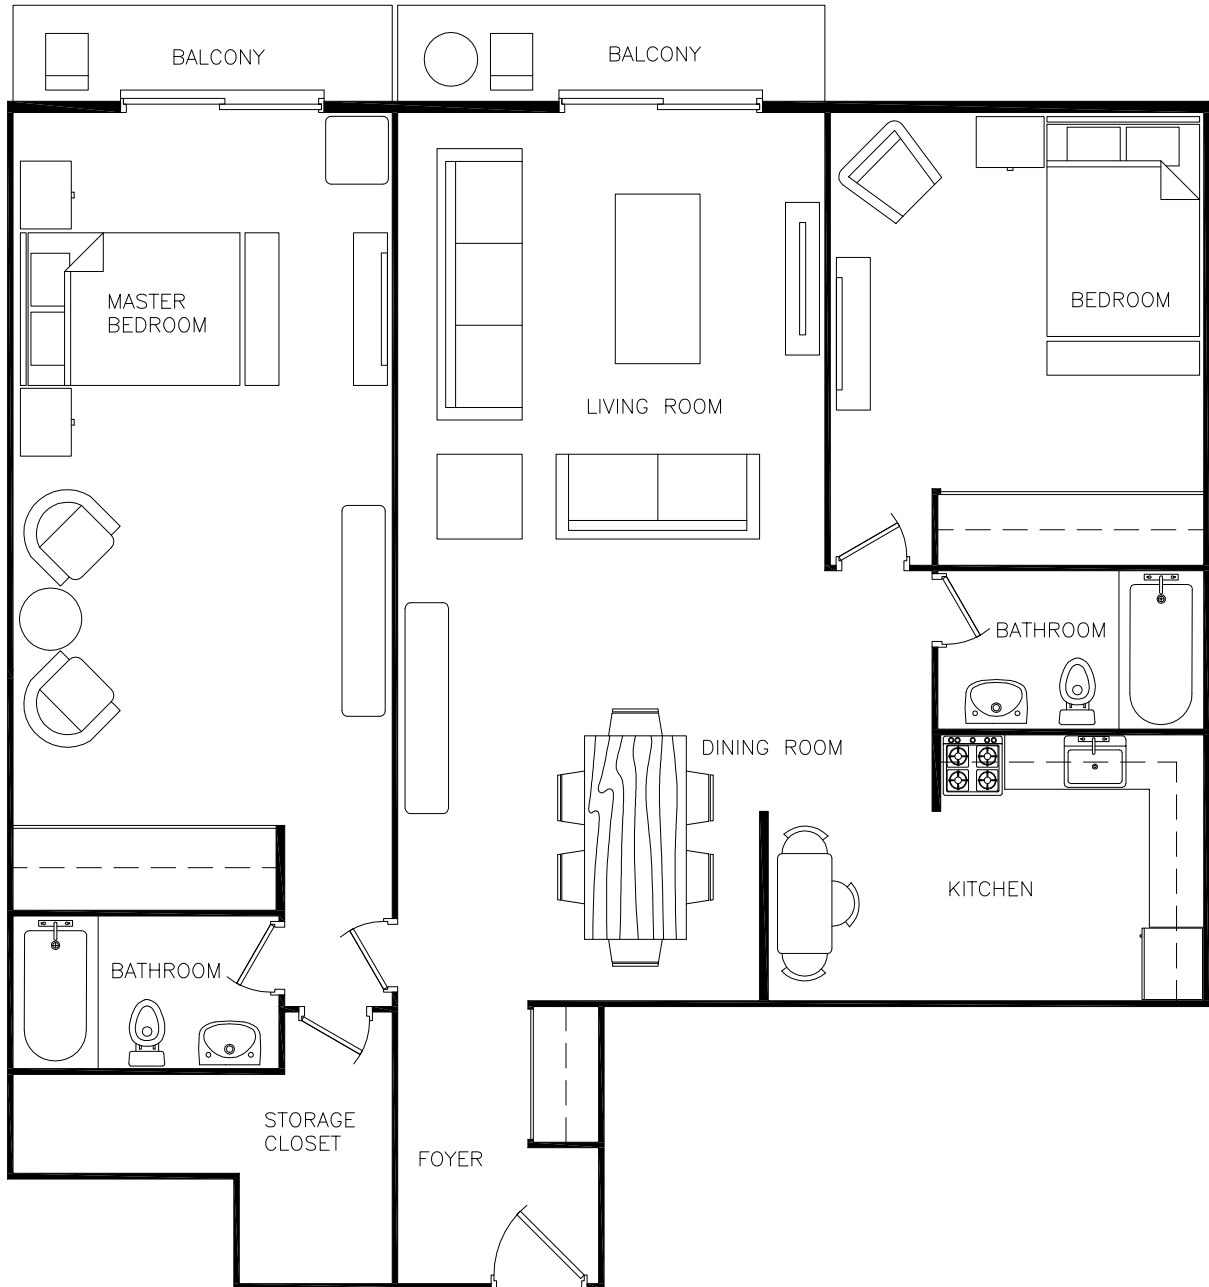 BALCONY
BALCONY
MASTER
BEDROOM
BEDROOM
LIVING ROOM
BATHROOM
DINING ROOM
KITCHEN
BATHROOM
STORAGE
CLOSET
FOYER